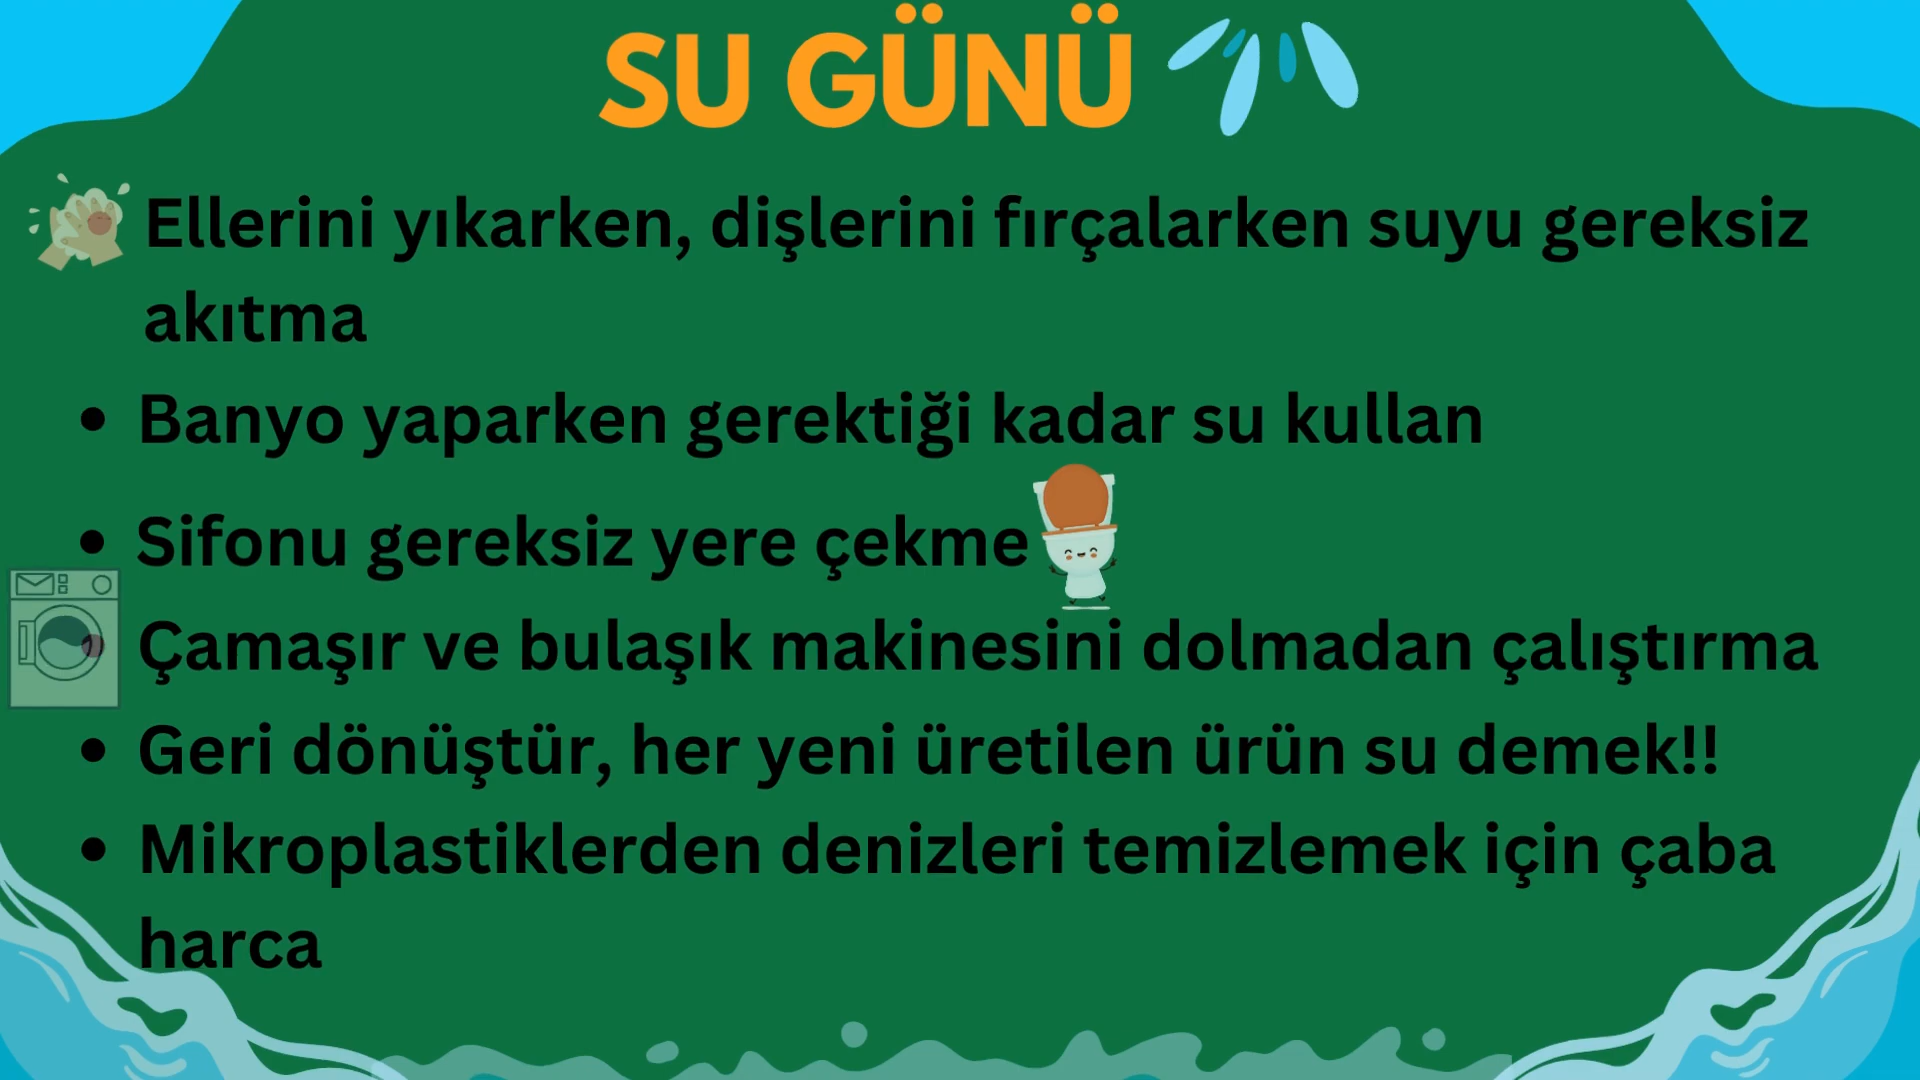 SU GÜNÜ
Ellerini yıkarken, dişlerini fırçalarken suyu gereksiz
akıtma
• Banyo yaparken gerektiği kadar su kullan
• Sifonu gereksiz yere çekme
• Çamaşır ve bulaşık makinesini dolmadan çalıştırma
• Geri dönüştür, her yeni üretilen ürün su demek!!
• Mikroplastiklerden denizleri temizlemek için çaba
harca